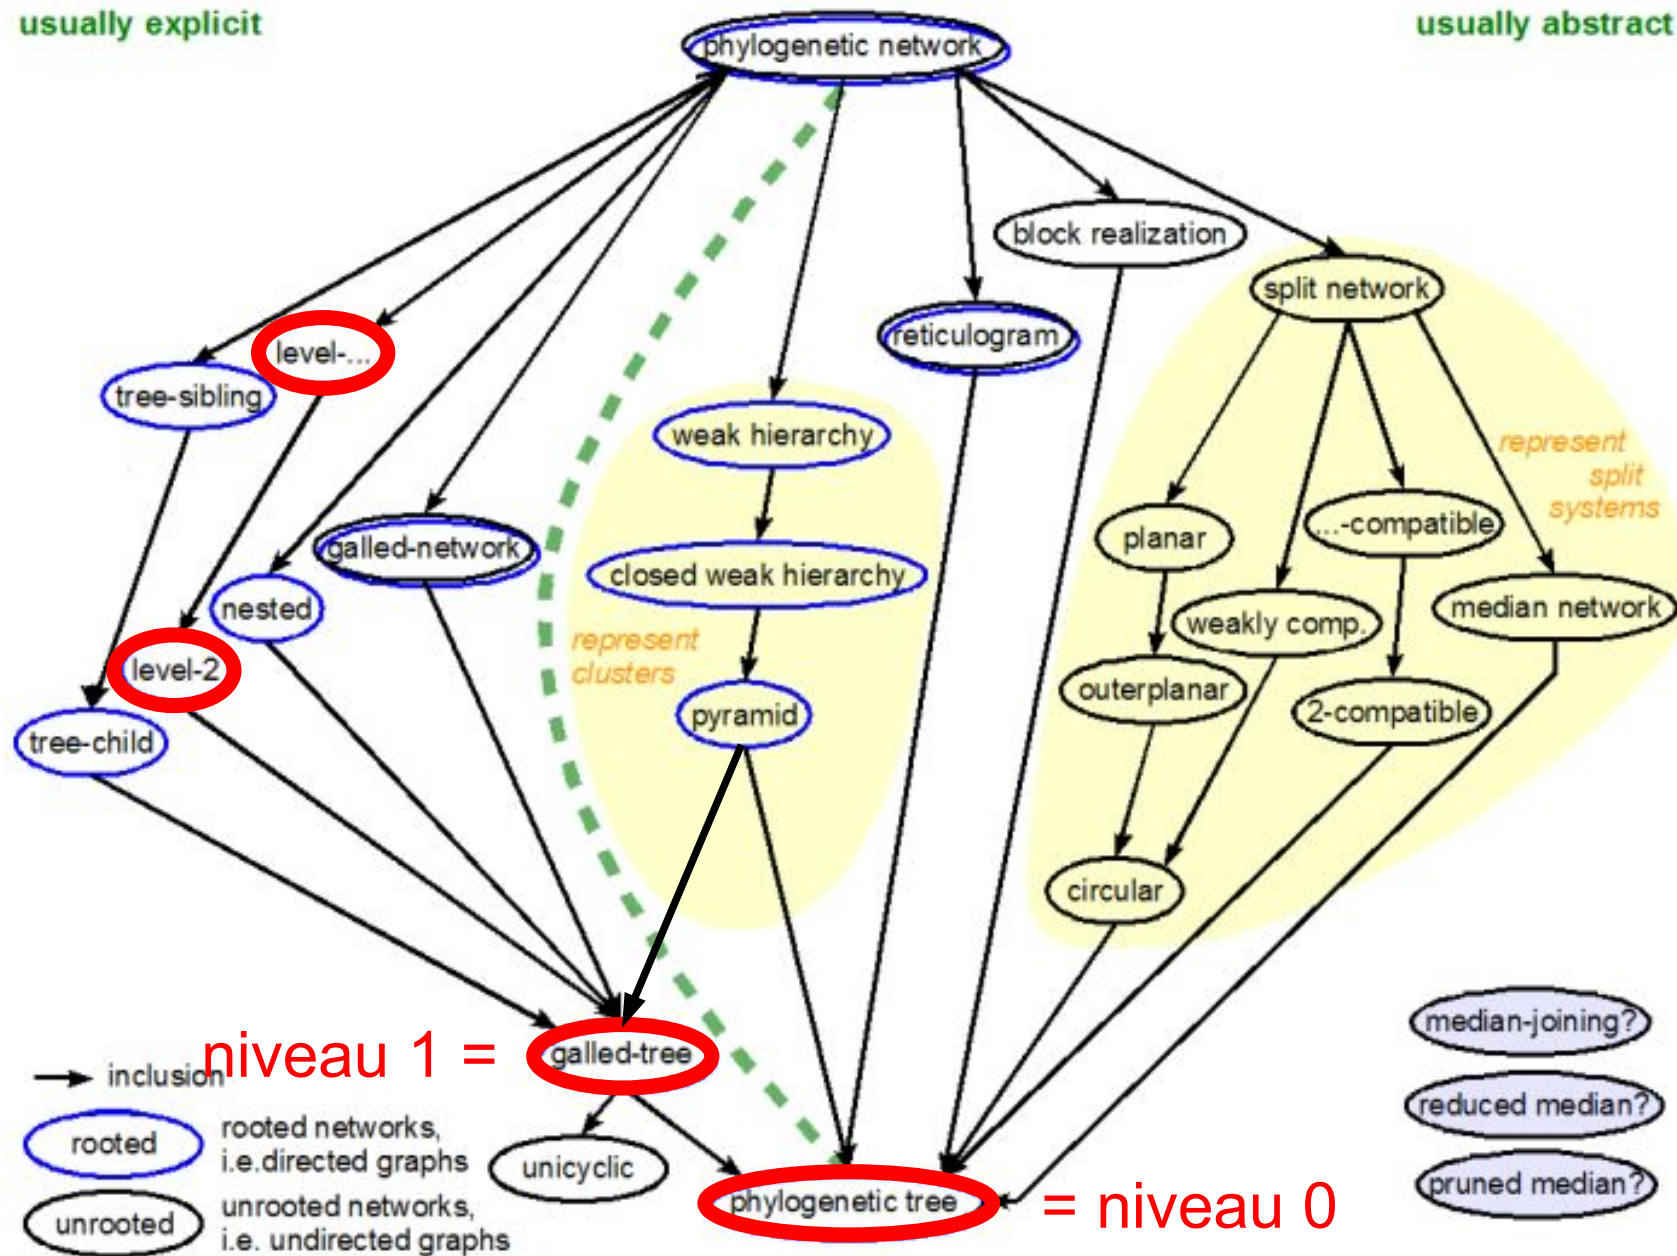 usually explicit
usually abstract
phylogenetic network
block realization
split network
reticulogram
level-...
tree-sibling
weak hierarchy
represent
split
systems
planar
...-compatible
galled-network
closed weak hierarchy
nested
median network
weakly comp.
represent
clusters
level-2
outerplanar
2-compatible
pyramid
tree-child
circular
median-joining?
niveau 1 =
galled-tree
inclusion
reduced median?
rooted
rooted networks,
i.e.directed graphs
unicyclic
pruned median?
phylogenetic tree
= niveau 0
unrooted
unrooted networks,
i.e. undirected graphs